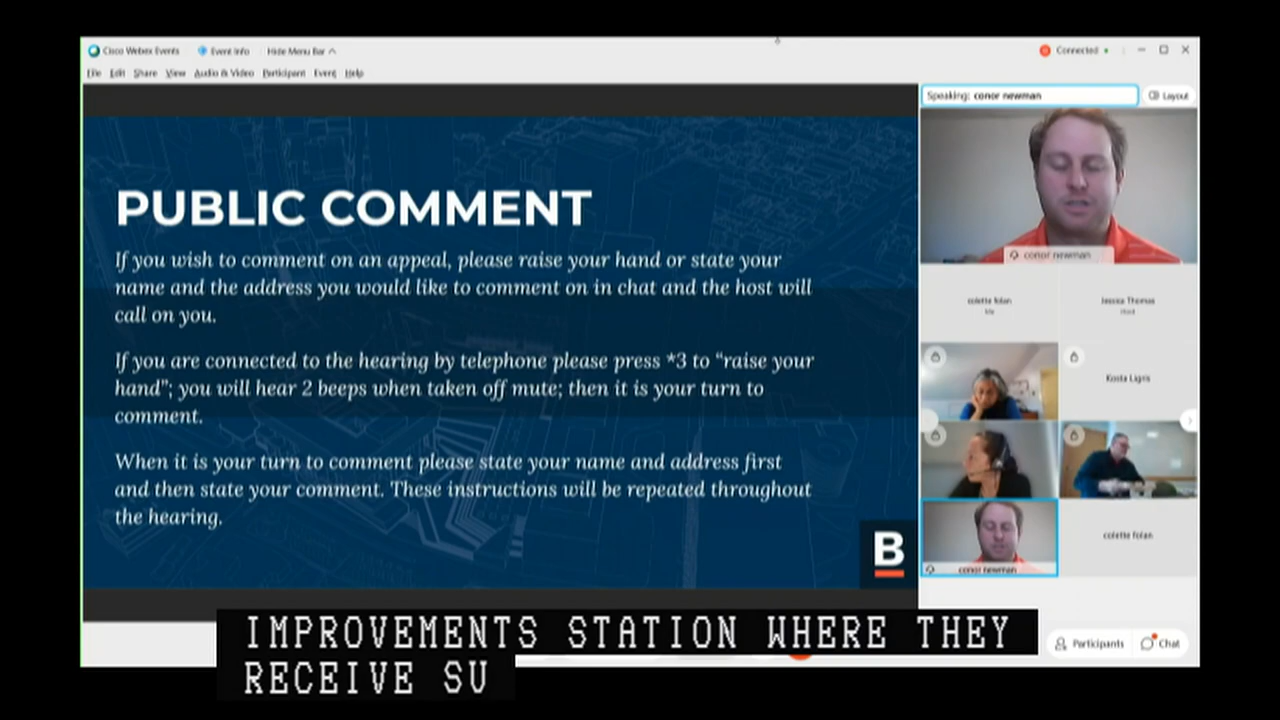 Cisco Webex Events
Event Info
Hide Menu Bar
Connected
File Edit Share View Audio & Video Participant Event Help
Speaking: conor newman
Layout
PUBLIC COMMENT
If you wish to comment on an appeal, please raise your hand or state your
name and the address you would like to comment on in chat and the host will
call on you.
If you are connected to the hearing by telephone please press *3 to “raise your
hand”; you will hear 2 beeps when taken off mute; then it is your turn to
comment.
When it is your turn to comment please state your name and address first
and then state your comment. These instructions will be repeated throughout
the hearing.
B
conor newman
colette folan
Me
Jessica Thomas
Host
Kosta Ligris
conor newman
colette folan
Participants
Chat
IMPROVEMENTS STATION WHERE THEY
RECEIVE SU